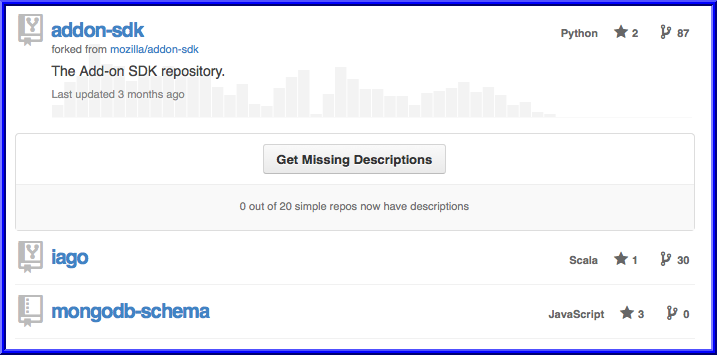 addon-sdk Python 2 87
forked from mozilla/addon-sdk
The Add-on SDK repository.
Last updated 3 months ago
Get Missing Descriptions
0 out of 20 simple repos now have descriptions
iago Scala 1 30
mongodb-schema JavaScript 3 0